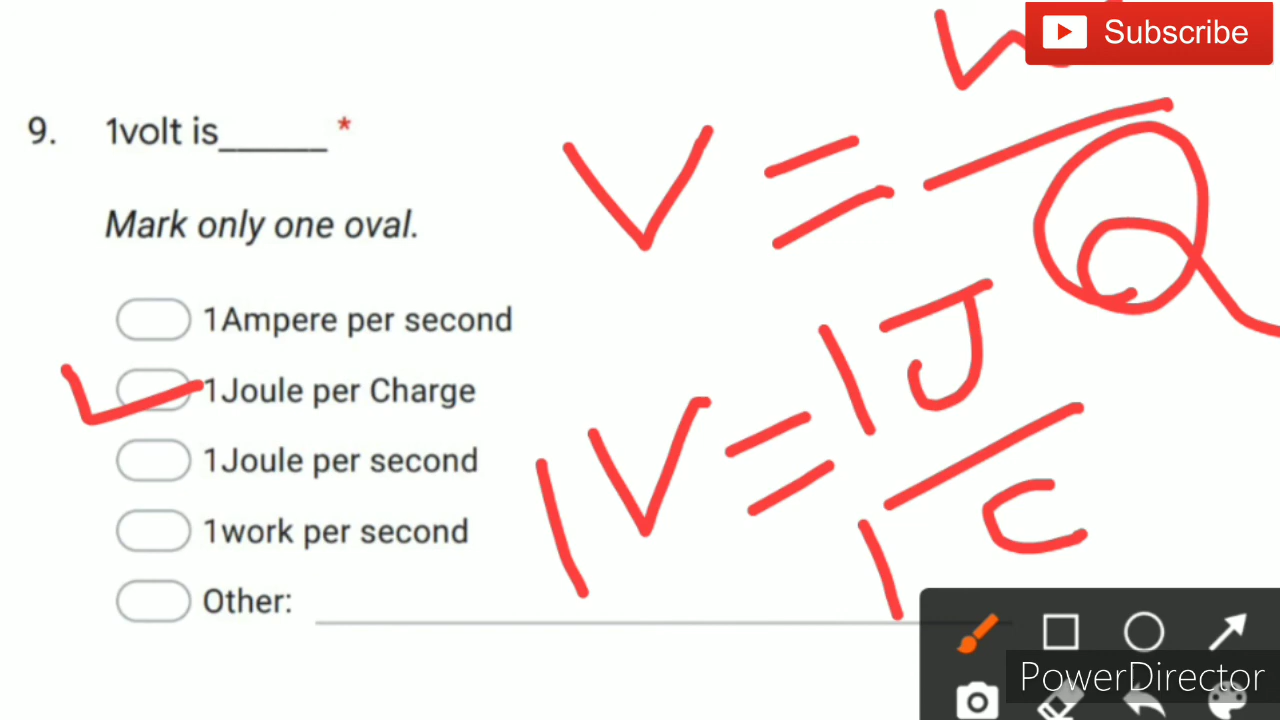 Subscribe
9. 1volt is______ *
Mark only one oval.
1Ampere per second
1Joule per Charge
1Joule per second
1work per second
Other:
V = W/Q
1V = 1J/1C
PowerDirector